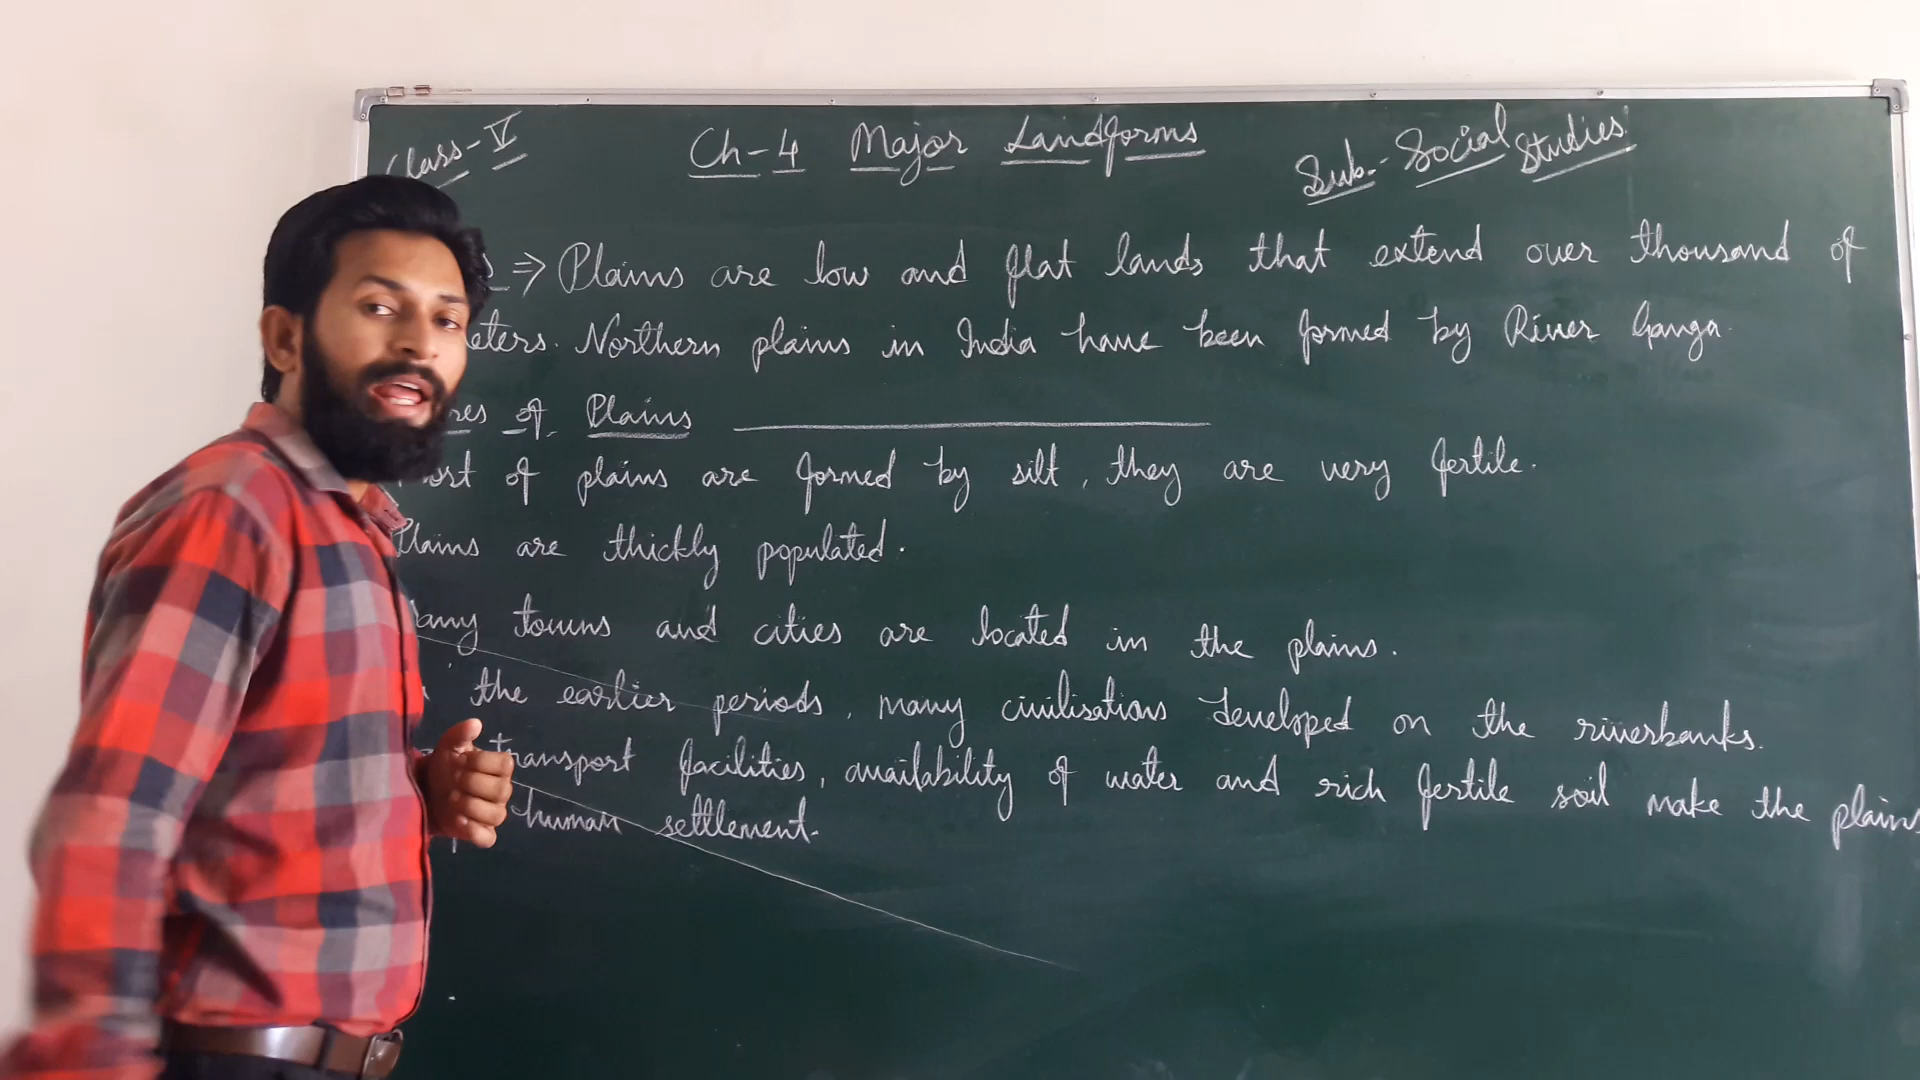 Class-V Ch-4 Major Landforms Sub.- Social Studies
⇒ Plains are low and flat lands that extend over thousand of
Northern plains in India have been formed by River Ganga.
of Plains
of plains are formed by silt, they are very fertile.
Plains are thickly populated.
towns and cities are located in the plains.
the earlier periods, many civilisations developed on the riverbanks.
transport facilities, availability of water and rich fertile soil make the plains
human settlement.